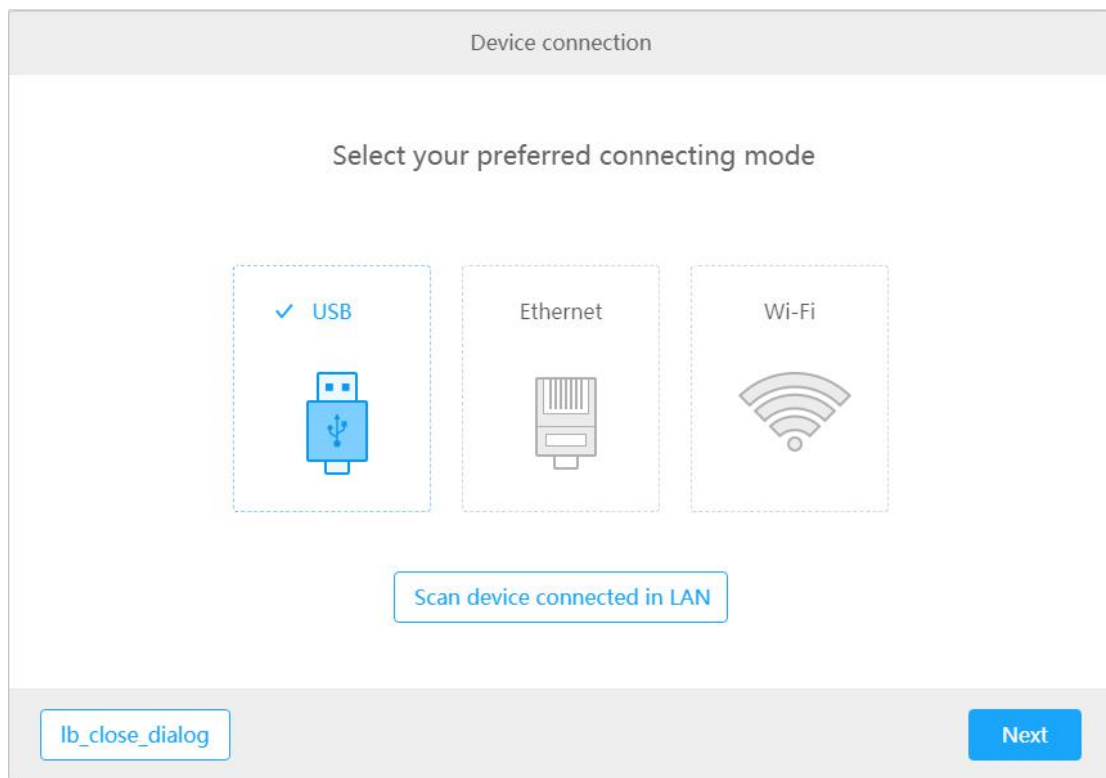 Device connection
Select your preferred connecting mode
USB
Ethernet
Wi-Fi
Scan device connected in LAN
lb_close_dialog
Next